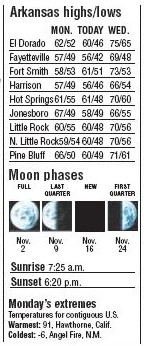 Arkansas highs/lows
MON. TODAY WED.
El Dorado 62/52 60/46 75/65
Fayetteville 57/49 56/42 69/48
Fort Smith 58/53 61/51 73/53
Harrison 57/49 56/46 66/54
Hot Springs 61/55 61/48 70/60
Jonesboro 67/49 58/49 66/55
Little Rock 60/55 60/48 70/56
N. Little Rock 59/54 60/48 70/56
Pine Bluff 66/50 60/49 71/61
Moon phases
FULL LAST NEW FIRST
QUARTER QUARTER
Nov. Nov. Nov. Nov.
2 9 16 24
Sunrise 7:25 a.m.
Sunset 6:20 p.m.
Monday's extremes
Temperatures for contiguous U.S.
Warmest: 91, Hawthorne, Calif.
Coldest: -6, Angel Fire, N.M.